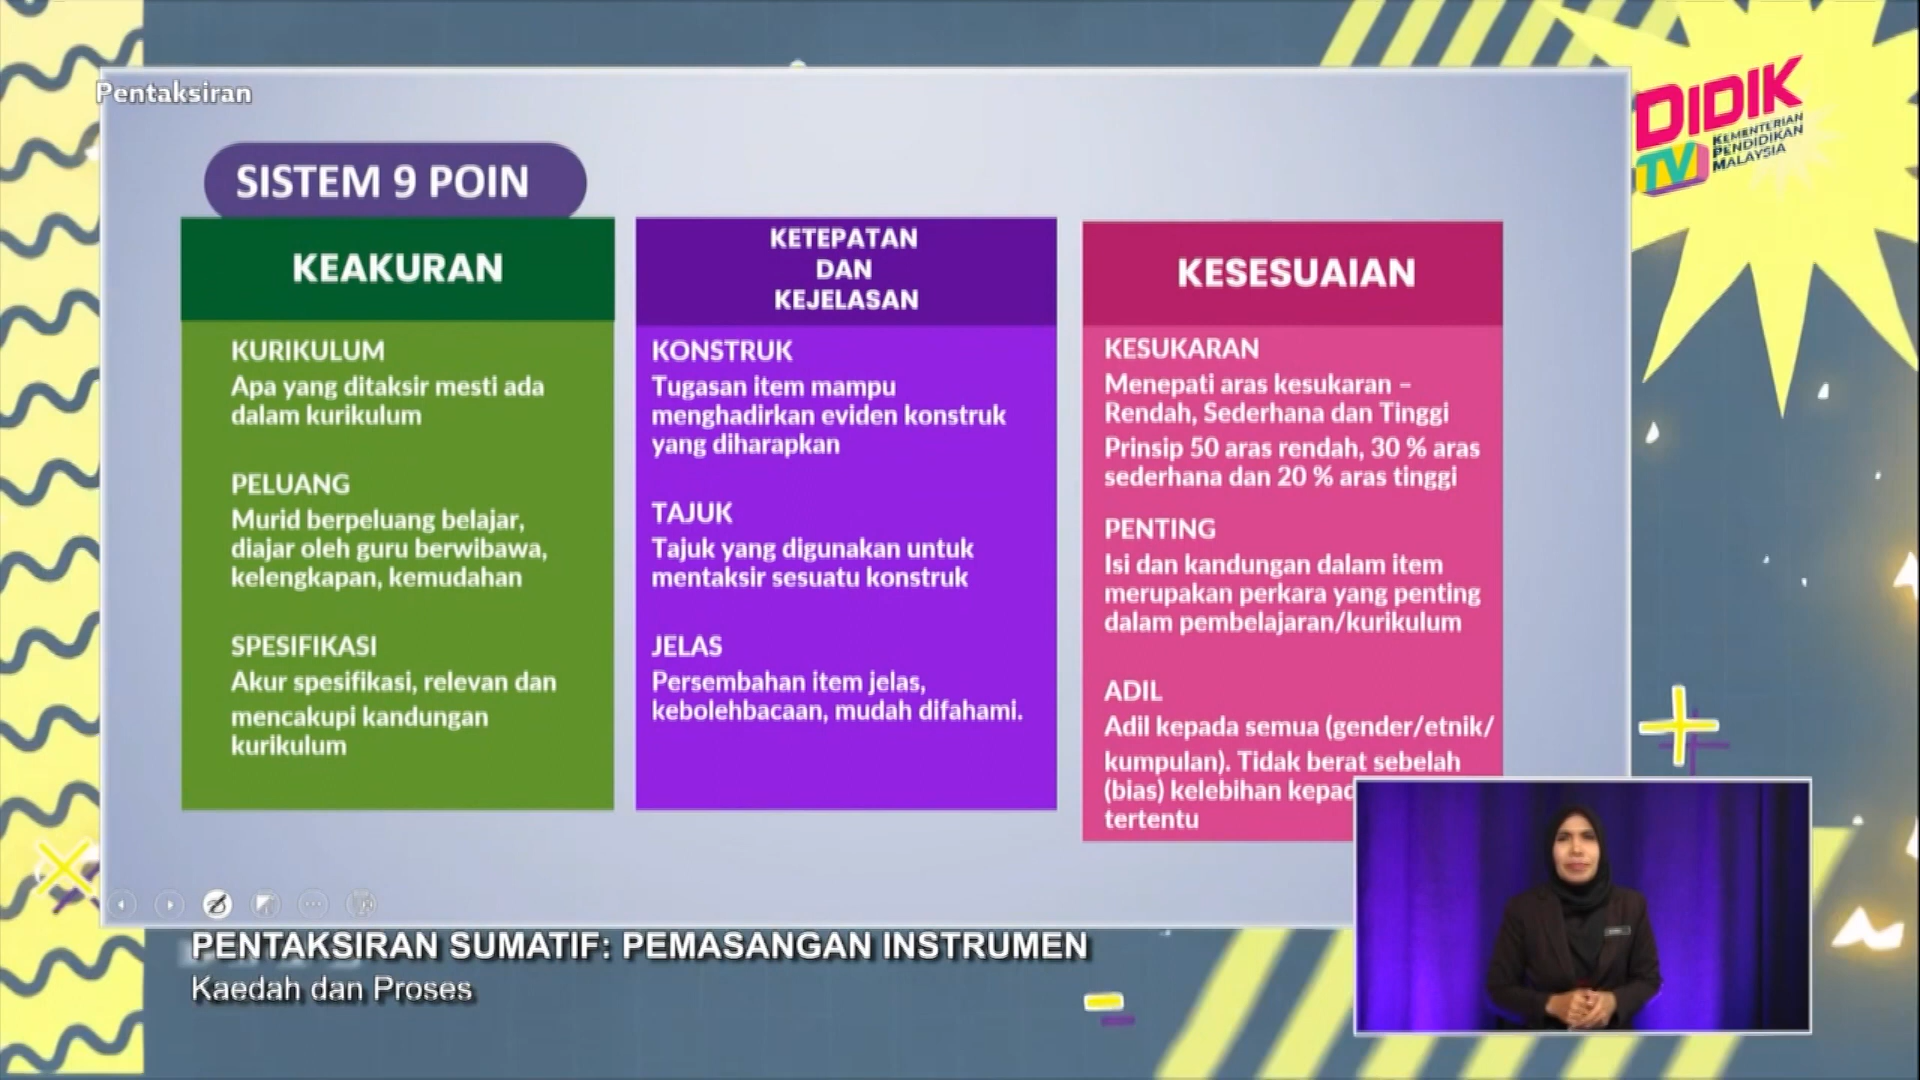 Pentaksiran
DIDIK
TV
KEMENTERIAN
PENDIDIKAN
MALAYSIA
SISTEM 9 POIN
KEAKURAN
KURIKULUM
Apa yang ditaksir mesti ada
dalam kurikulum
PELUANG
Murid berpeluang belajar,
diajar oleh guru berwibawa,
kelengkapan, kemudahan
SPESIFIKASI
Akur spesifikasi, relevan dan
mencakupi kandungan
kurikulum
KETEPATAN
DAN
KEJELASAN
KONSTRUK
Tugasan item mampu
menghadirkan eviden konstruk
yang diharapkan
TAJUK
Tajuk yang digunakan untuk
mentaksir sesuatu konstruk
JELAS
Persembahan item jelas,
kebolehbacaan, mudah difahami.
KESESUAIAN
KESUKARAN
Menepati aras kesukaran –
Rendah, Sederhana dan Tinggi
Prinsip 50 aras rendah, 30 % aras
sederhana dan 20 % aras tinggi
PENTING
Isi dan kandungan dalam item
merupakan perkara yang penting
dalam pembelajaran/kurikulum
ADIL
Adil kepada semua (gender/etnik/
kumpulan). Tidak berat sebelah
(bias) kelebihan
tertentu
PENTAKSIRAN SUMATIF: PEMASANGAN INSTRUMEN
Kaedah dan Proses